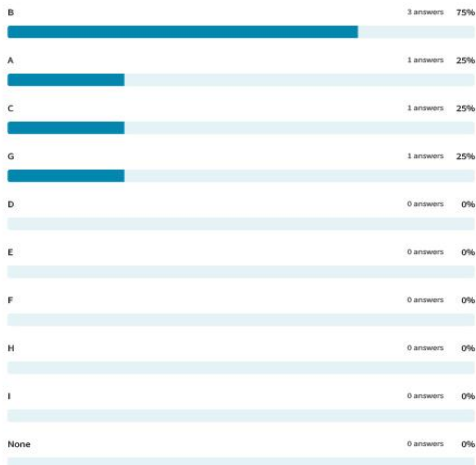 B 3 answers 75%
A 1 answers 25%
C 1 answers 25%
G 1 answers 25%
D 0 answers 0%
E 0 answers 0%
F 0 answers 0%
H 0 answers 0%
I 0 answers 0%
None 0 answers 0%